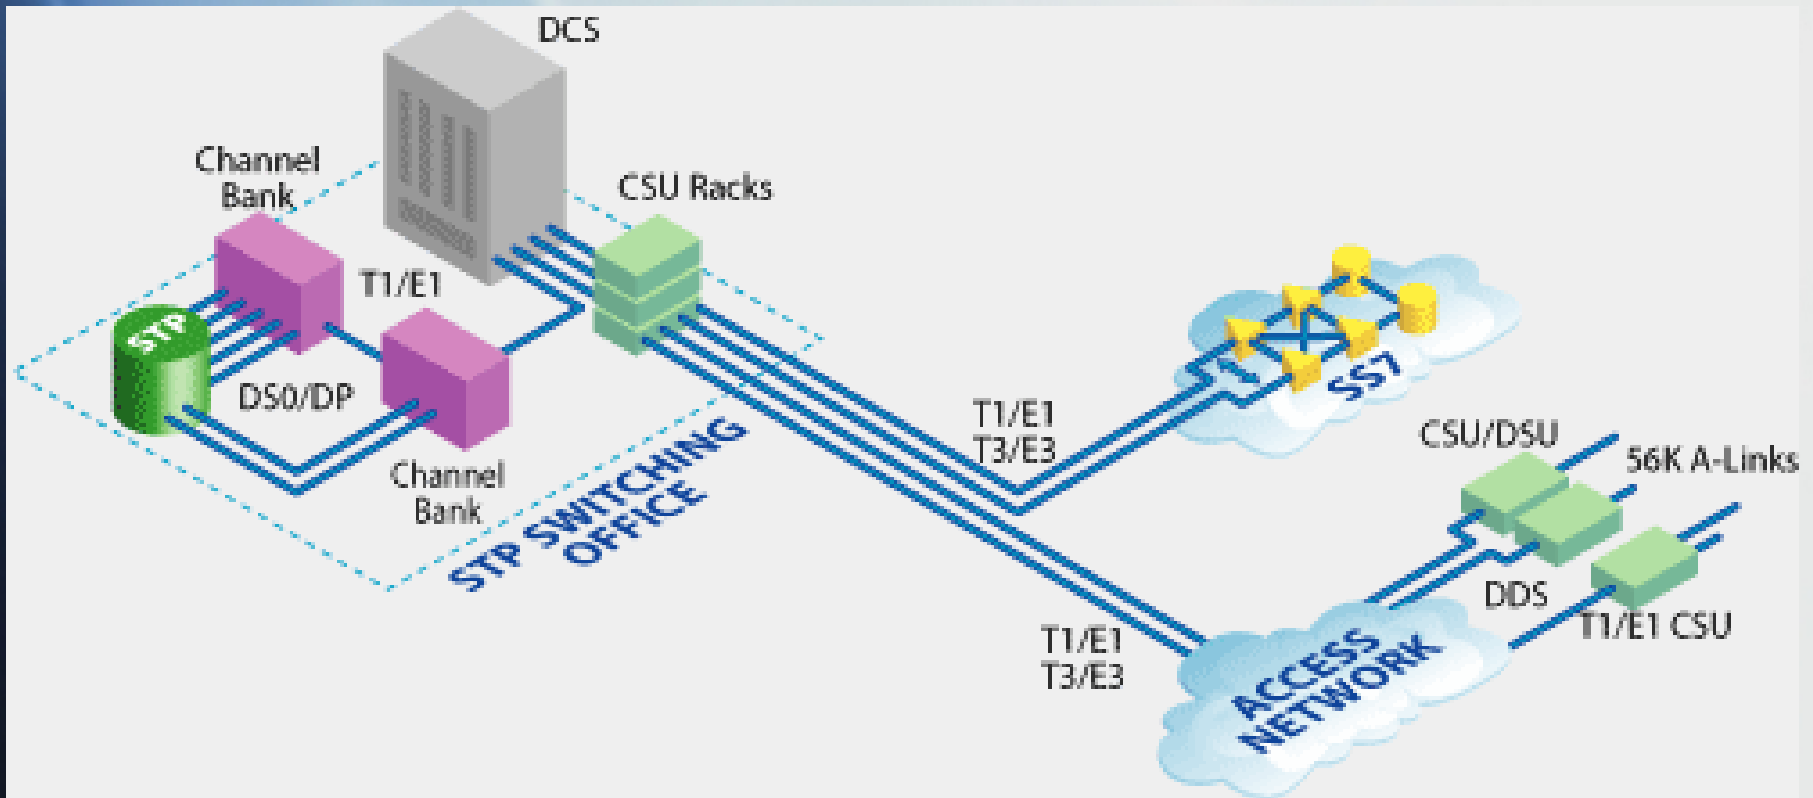 DCS
Channel
Bank
CSU Racks
T1/E1
STP
DS0/DP
Channel
Bank
STP SWITCHING
OFFICE
T1/E1
T3/E3
SS7
CSU/DSU
56K A-Links
DDS
T1/E1 CSU
T1/E1
T3/E3
ACCESS
NETWORK